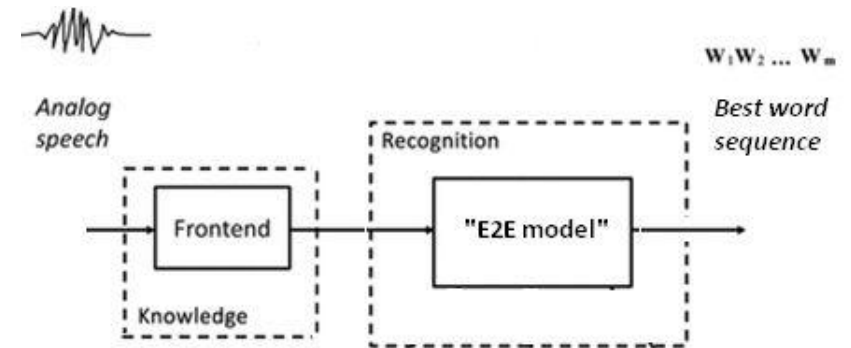 W₁W₂ ... Wₘ
Analog
speech
Best word
sequence
Recognition
Frontend
"E2E model"
Knowledge